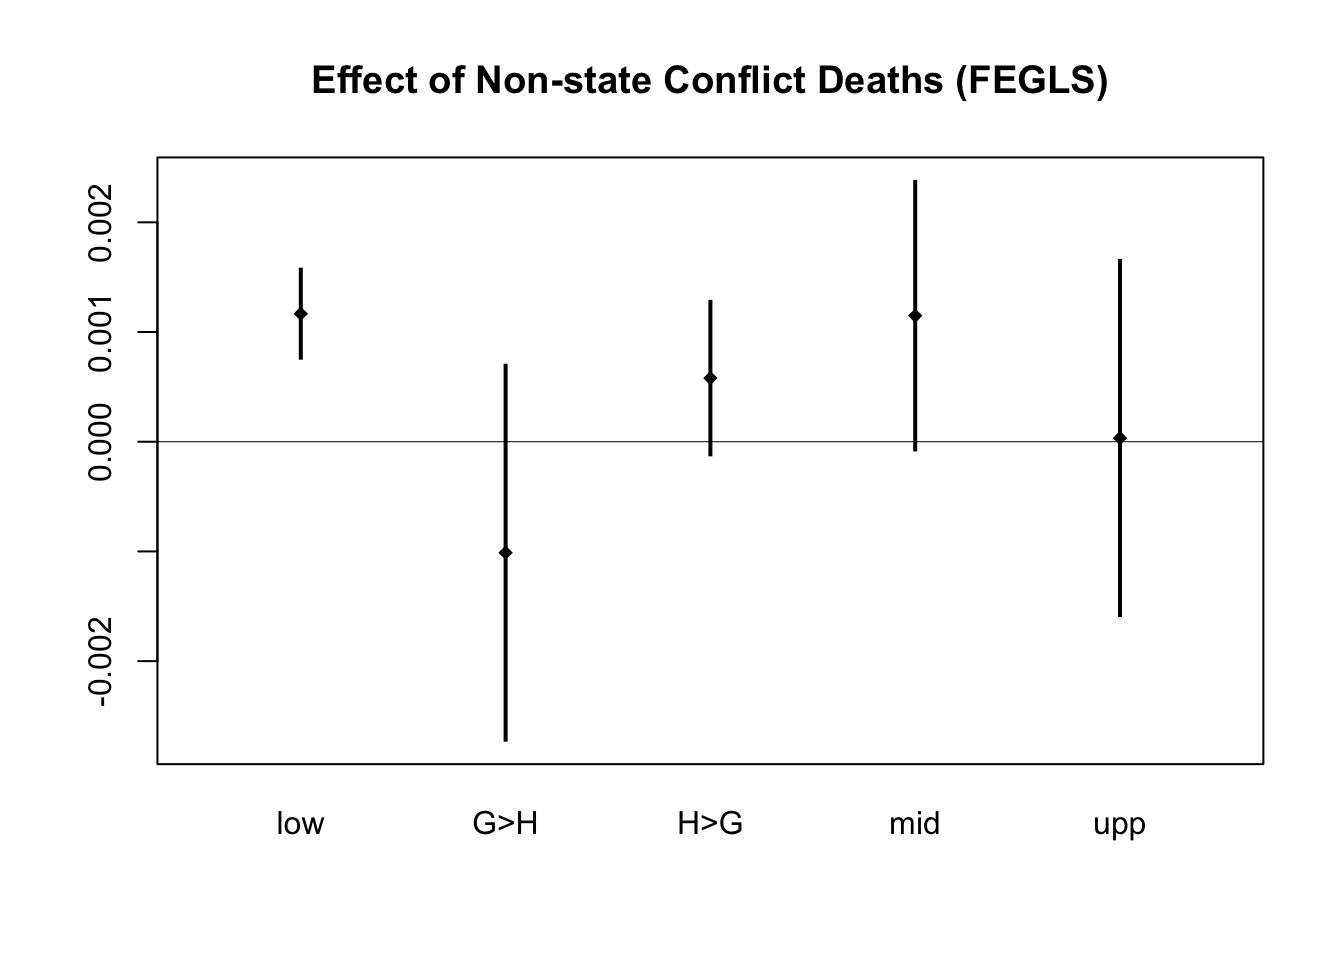 Effect of Non-state Conflict Deaths (FEGLS)
0.002
0.001
0.000
-0.002
low G>H H>G mid upp